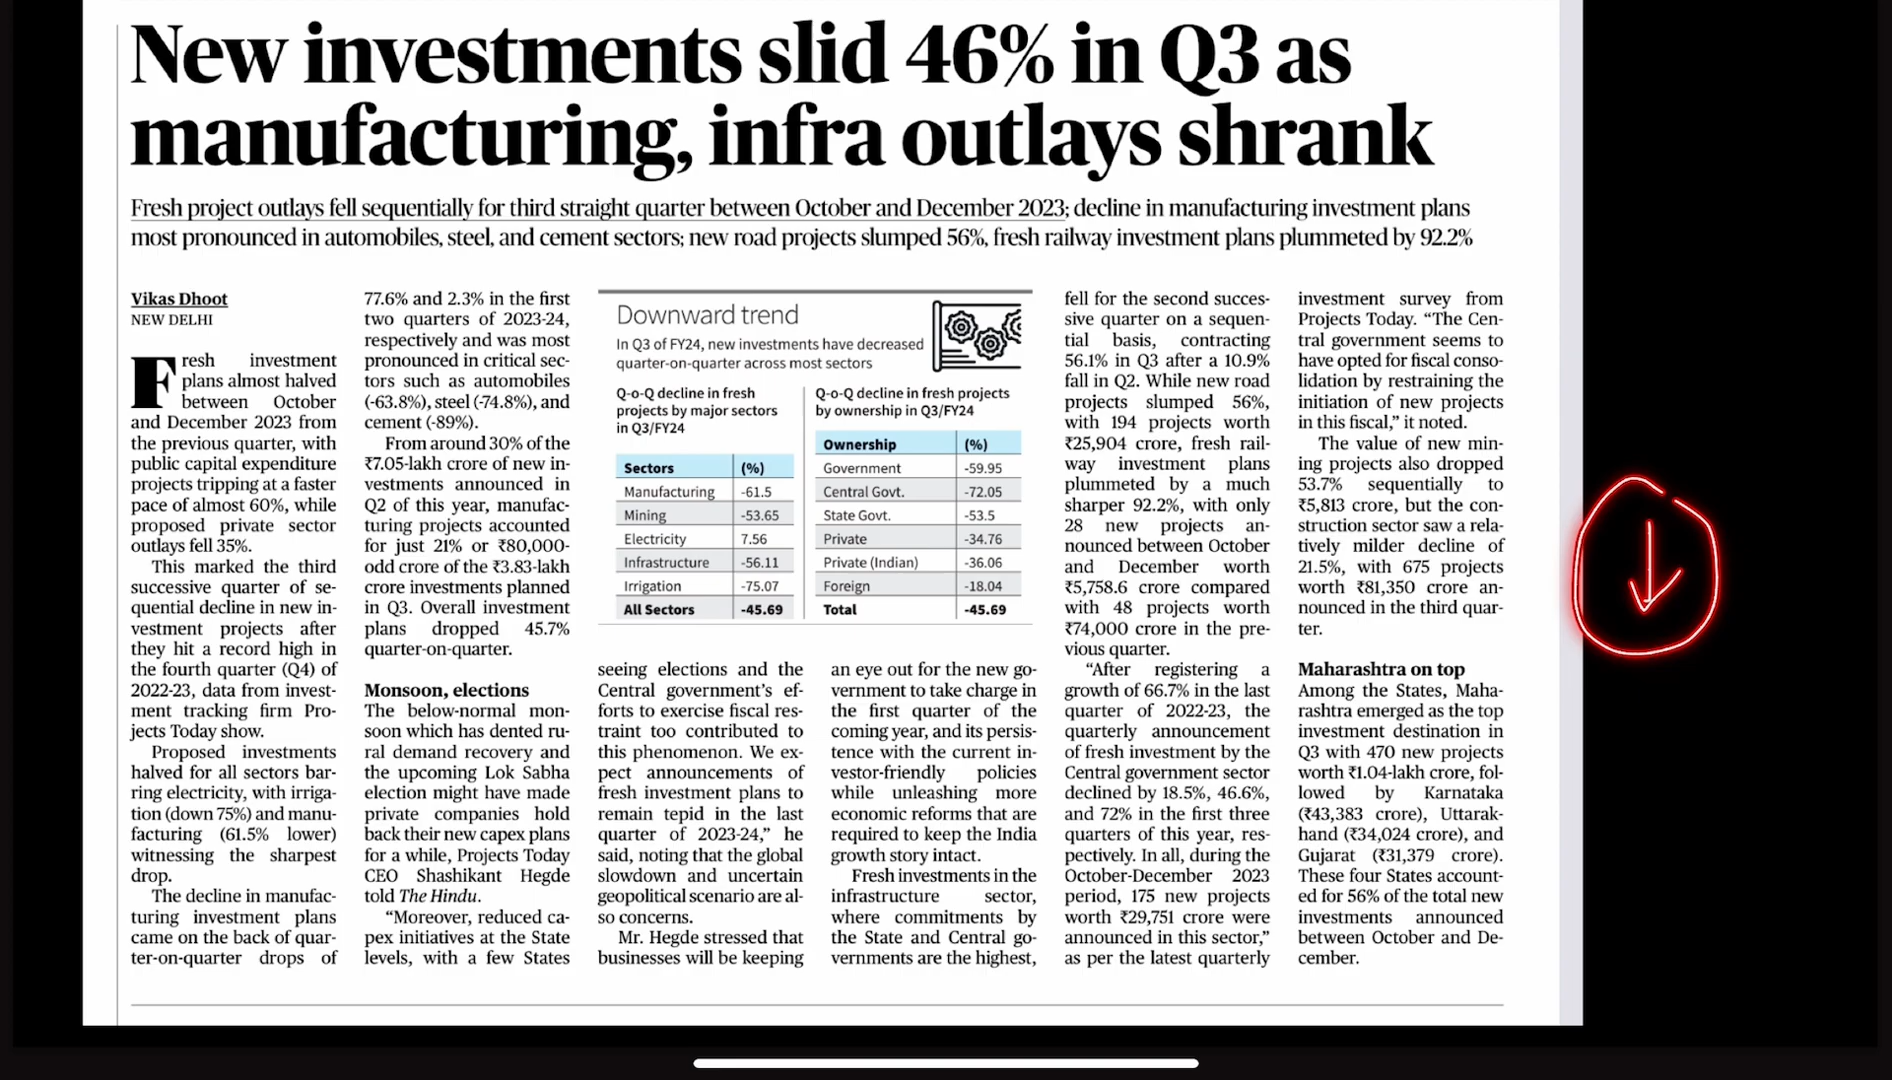 New investments slid 46% in Q3 as
manufacturing, infra outlays shrank
Fresh project outlays fell sequentially for third straight quarter between October and December 2023; decline in manufacturing investment plans
most pronounced in automobiles, steel, and cement sectors; new road projects slumped 56%, fresh railway investment plans plummeted by 92.2%
Vikas Dhoot
NEW DELHI
Fresh investment
plans almost halved
between October
and December 2023 from
the previous quarter, with
public capital expenditure
projects tripping at a faster
pace of almost 60%, while
proposed private sector
outlays fell 35%.
This marked the third
successive quarter of se-
quential decline in new in-
vestment projects after
they hit a record high in
the fourth quarter (Q4) of
2022-23, data from invest-
ment tracking firm Pro-
jects Today show.
Proposed investments
halved for all sectors bar-
ring electricity, with irriga-
tion (down 75%) and manu-
facturing (61.5% lower)
witnessing the sharpest
drop.
The decline in manufac-
turing investment plans
came on the back of quar-
ter-on-quarter drops of
77.6% and 2.3% in the first
two quarters of 2023-24,
respectively and was most
pronounced in critical sec-
tors such as automobiles
(-63.8%), steel (-74.8%), and
cement (-89%).
From around 30% of the
₹7.05-lakh crore of new in-
vestments announced in
Q2 of this year, manufac-
turing projects accounted
for just 21% or ₹80,000-
odd crore of the ₹3.83-lakh
crore investments planned
in Q3. Overall investment
plans dropped 45.7%
quarter-on-quarter.
Monsoon, elections
The below-normal mon-
soon which has dented ru-
ral demand recovery and
the upcoming Lok Sabha
election might have made
private companies hold
back their new capex plans
for a while, Projects Today
CEO Shashikant Hegde
told The Hindu.
“Moreover, reduced ca-
pex initiatives at the State
levels, with a few States
Downward trend
In Q3 of FY24, new investments have decreased
quarter-on-quarter across most sectors
Q-o-Q decline in fresh
projects by major sectors
in Q3/FY24
Sectors (%)
Manufacturing -61.5
Mining -53.65
Electricity 7.56
Infrastructure -56.11
Irrigation -75.07
All Sectors -45.69
Q-o-Q decline in fresh projects
by ownership in Q3/FY24
Ownership (%)
Government -59.95
Central Govt. -72.05
State Govt. -53.5
Private -34.76
Private (Indian) -36.06
Foreign -18.04
Total -45.69
seeing elections and the
Central government’s ef-
forts to exercise fiscal res-
traint too contributed to
this phenomenon. We ex-
pect announcements of
fresh investment plans to
remain tepid in the last
quarter of 2023-24,” he
said, noting that the global
slowdown and uncertain
geopolitical scenario are al-
so concerns.
Mr. Hegde stressed that
businesses will be keeping
an eye out for the new go-
vernment to take charge in
the first quarter of the
coming year, and its persis-
tence with the current in-
vestor-friendly policies
while unleashing more
economic reforms that are
required to keep the India
growth story intact.
Fresh investments in the
infrastructure sector,
where commitments by
the State and Central go-
vernments are the highest,
fell for the second succes-
sive quarter on a sequen-
tial basis, contracting
56.1% in Q3 after a 10.9%
fall in Q2. While new road
projects slumped 56%,
with 194 projects worth
₹25,904 crore, fresh rail-
way investment plans
plummeted by a much
sharper 92.2%, with only
28 new projects an-
nounced between October
and December worth
₹5,758.6 crore compared
with 48 projects worth
₹74,000 crore in the pre-
vious quarter.
“After registering a
growth of 66.7% in the last
quarter of 2022-23, the
quarterly announcement
of fresh investment by the
Central government sector
declined by 18.5%, 46.6%,
and 72% in the first three
quarters of this year, res-
pectively. In all, during the
October-December 2023
period, 175 new projects
worth ₹29,751 crore were
announced in this sector,”
as per the latest quarterly
investment survey from
Projects Today. “The Cen-
tral government seems to
have opted for fiscal conso-
lidation by restraining the
initiation of new projects
in this fiscal,” it noted.
The value of new min-
ing projects also dropped
53.7% sequentially to
₹5,813 crore, but the con-
struction sector saw a rela-
tively milder decline of
21.5%, with 675 projects
worth ₹81,350 crore an-
nounced in the third quar-
ter.
Maharashtra on top
Among the States, Maha-
rashtra emerged as the top
investment destination in
Q3 with 470 new projects
worth ₹1.04-lakh crore, fol-
lowed by Karnataka
(₹43,383 crore), Uttarak-
hand (₹34,024 crore), and
Gujarat (₹31,379 crore).
These four States account-
ed for 56% of the total new
investments announced
between October and De-
cember.